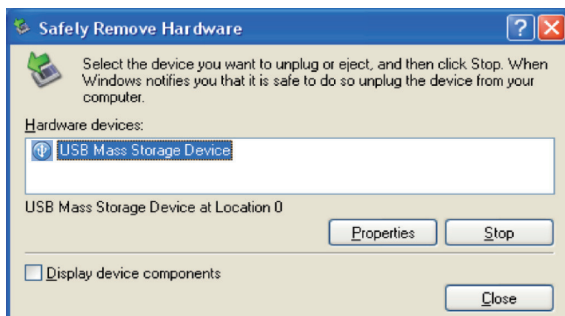 Safely Remove Hardware
Select the device you want to unplug or eject, and then click Stop. When
Windows notifies you that it is safe to do so unplug the device from your
computer.
Hardware devices:
USB Mass Storage Device
USB Mass Storage Device at Location 0
Properties Stop
Display device components
Close